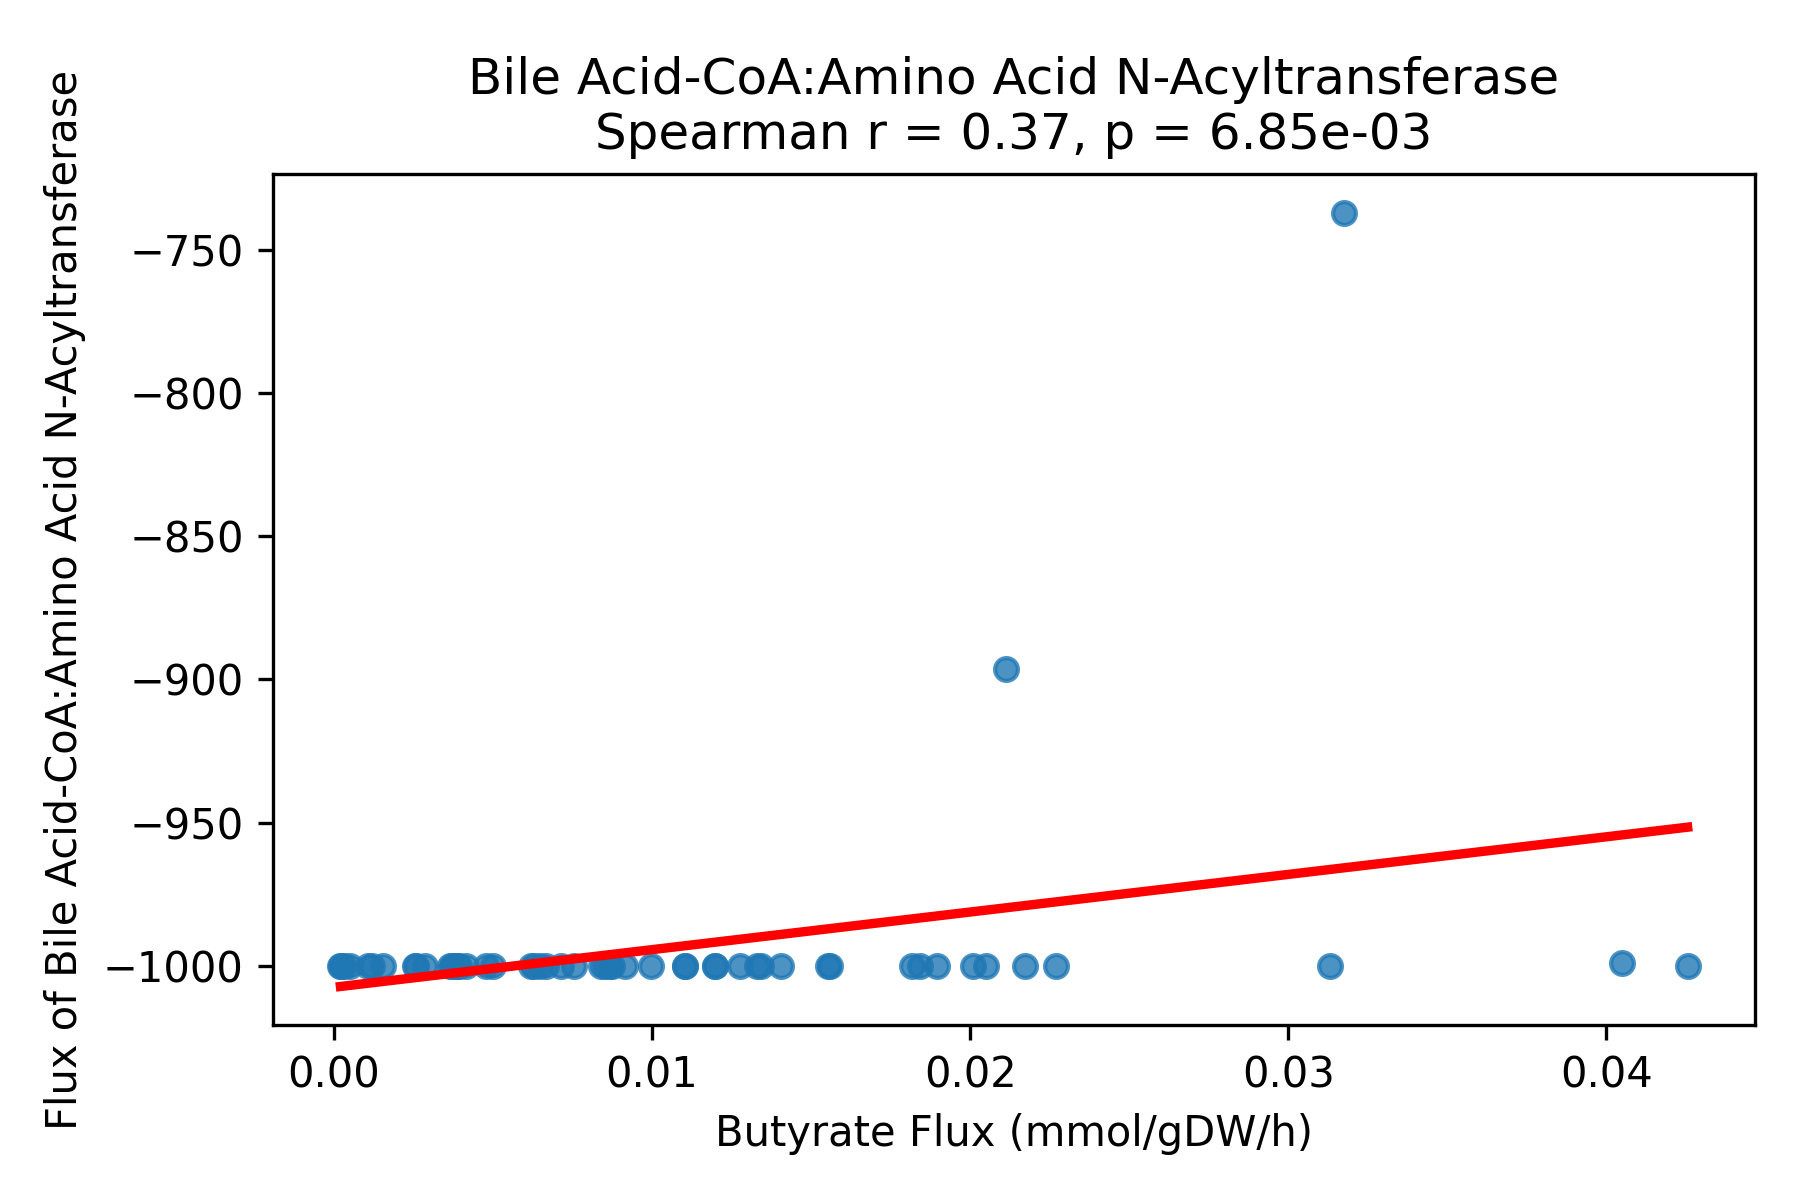 Bile Acid-CoA:Amino Acid N-Acyltransferase
Spearman r = 0.37, p = 6.85e-03
Flux of Bile Acid-CoA:Amino Acid N-Acyltransferase
−750
−800
−850
−900
−950
−1000
0.00 0.01 0.02 0.03 0.04
Butyrate Flux (mmol/gDW/h)